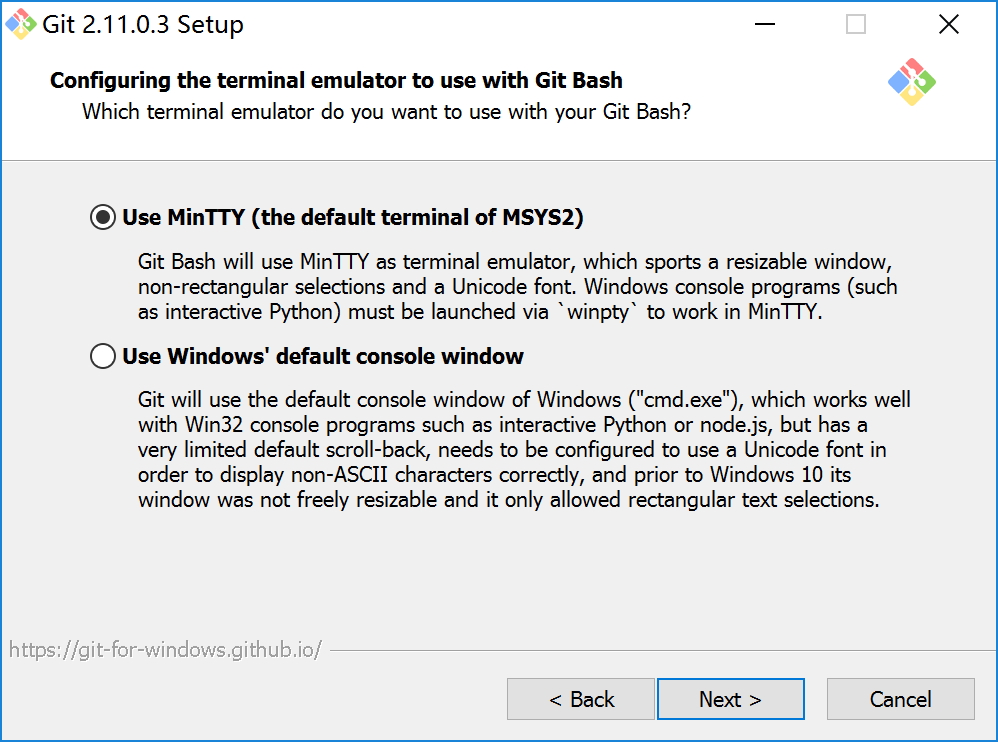 Git 2.11.0.3 Setup
Configuring the terminal emulator to use with Git Bash
Which terminal emulator do you want to use with your Git Bash?
Use MinTTY (the default terminal of MSYS2)
Git Bash will use MinTTY as terminal emulator, which sports a resizable window,
non-rectangular selections and a Unicode font. Windows console programs (such
as interactive Python) must be launched via `winpty` to work in MinTTY.
Use Windows' default console window
Git will use the default console window of Windows ("cmd.exe"), which works well
with Win32 console programs such as interactive Python or node.js, but has a
very limited default scroll-back, needs to be configured to use a Unicode font in
order to display non-ASCII characters correctly, and prior to Windows 10 its
window was not freely resizable and it only allowed rectangular text selections.
https://git-for-windows.github.io/
< Back Next > Cancel